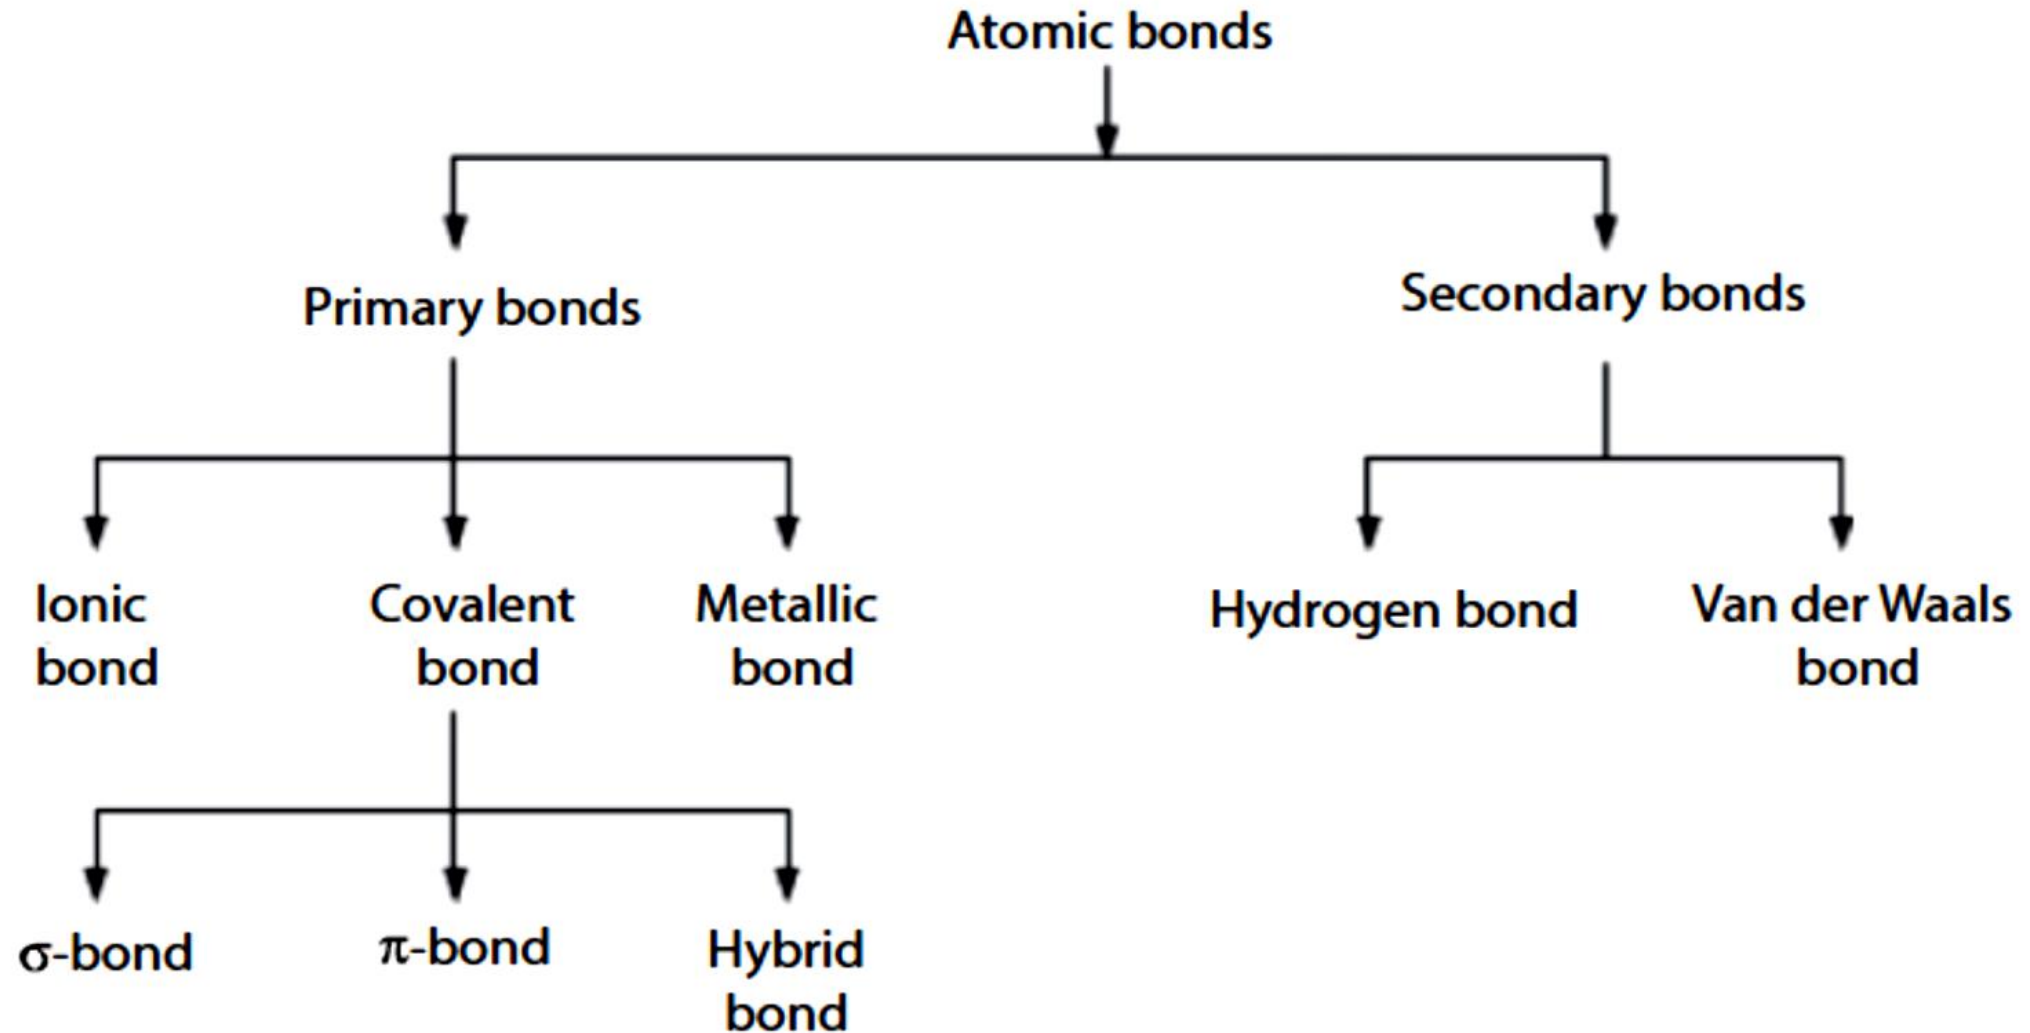 Atomic bonds
Primary bonds
Secondary bonds
Ionic
bond
Covalent
bond
Metallic
bond
Hydrogen bond
Van der Waals
bond
σ-bond
π-bond
Hybrid
bond